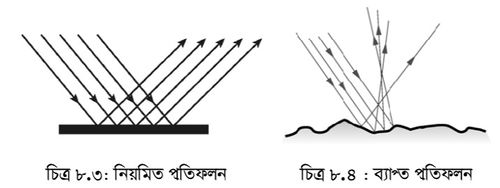 চিত্র ৮.৩: নিয়মিত প্রতিফলন
চিত্র ৮.৪ : ব্যাপ্ত প্রতিফলন